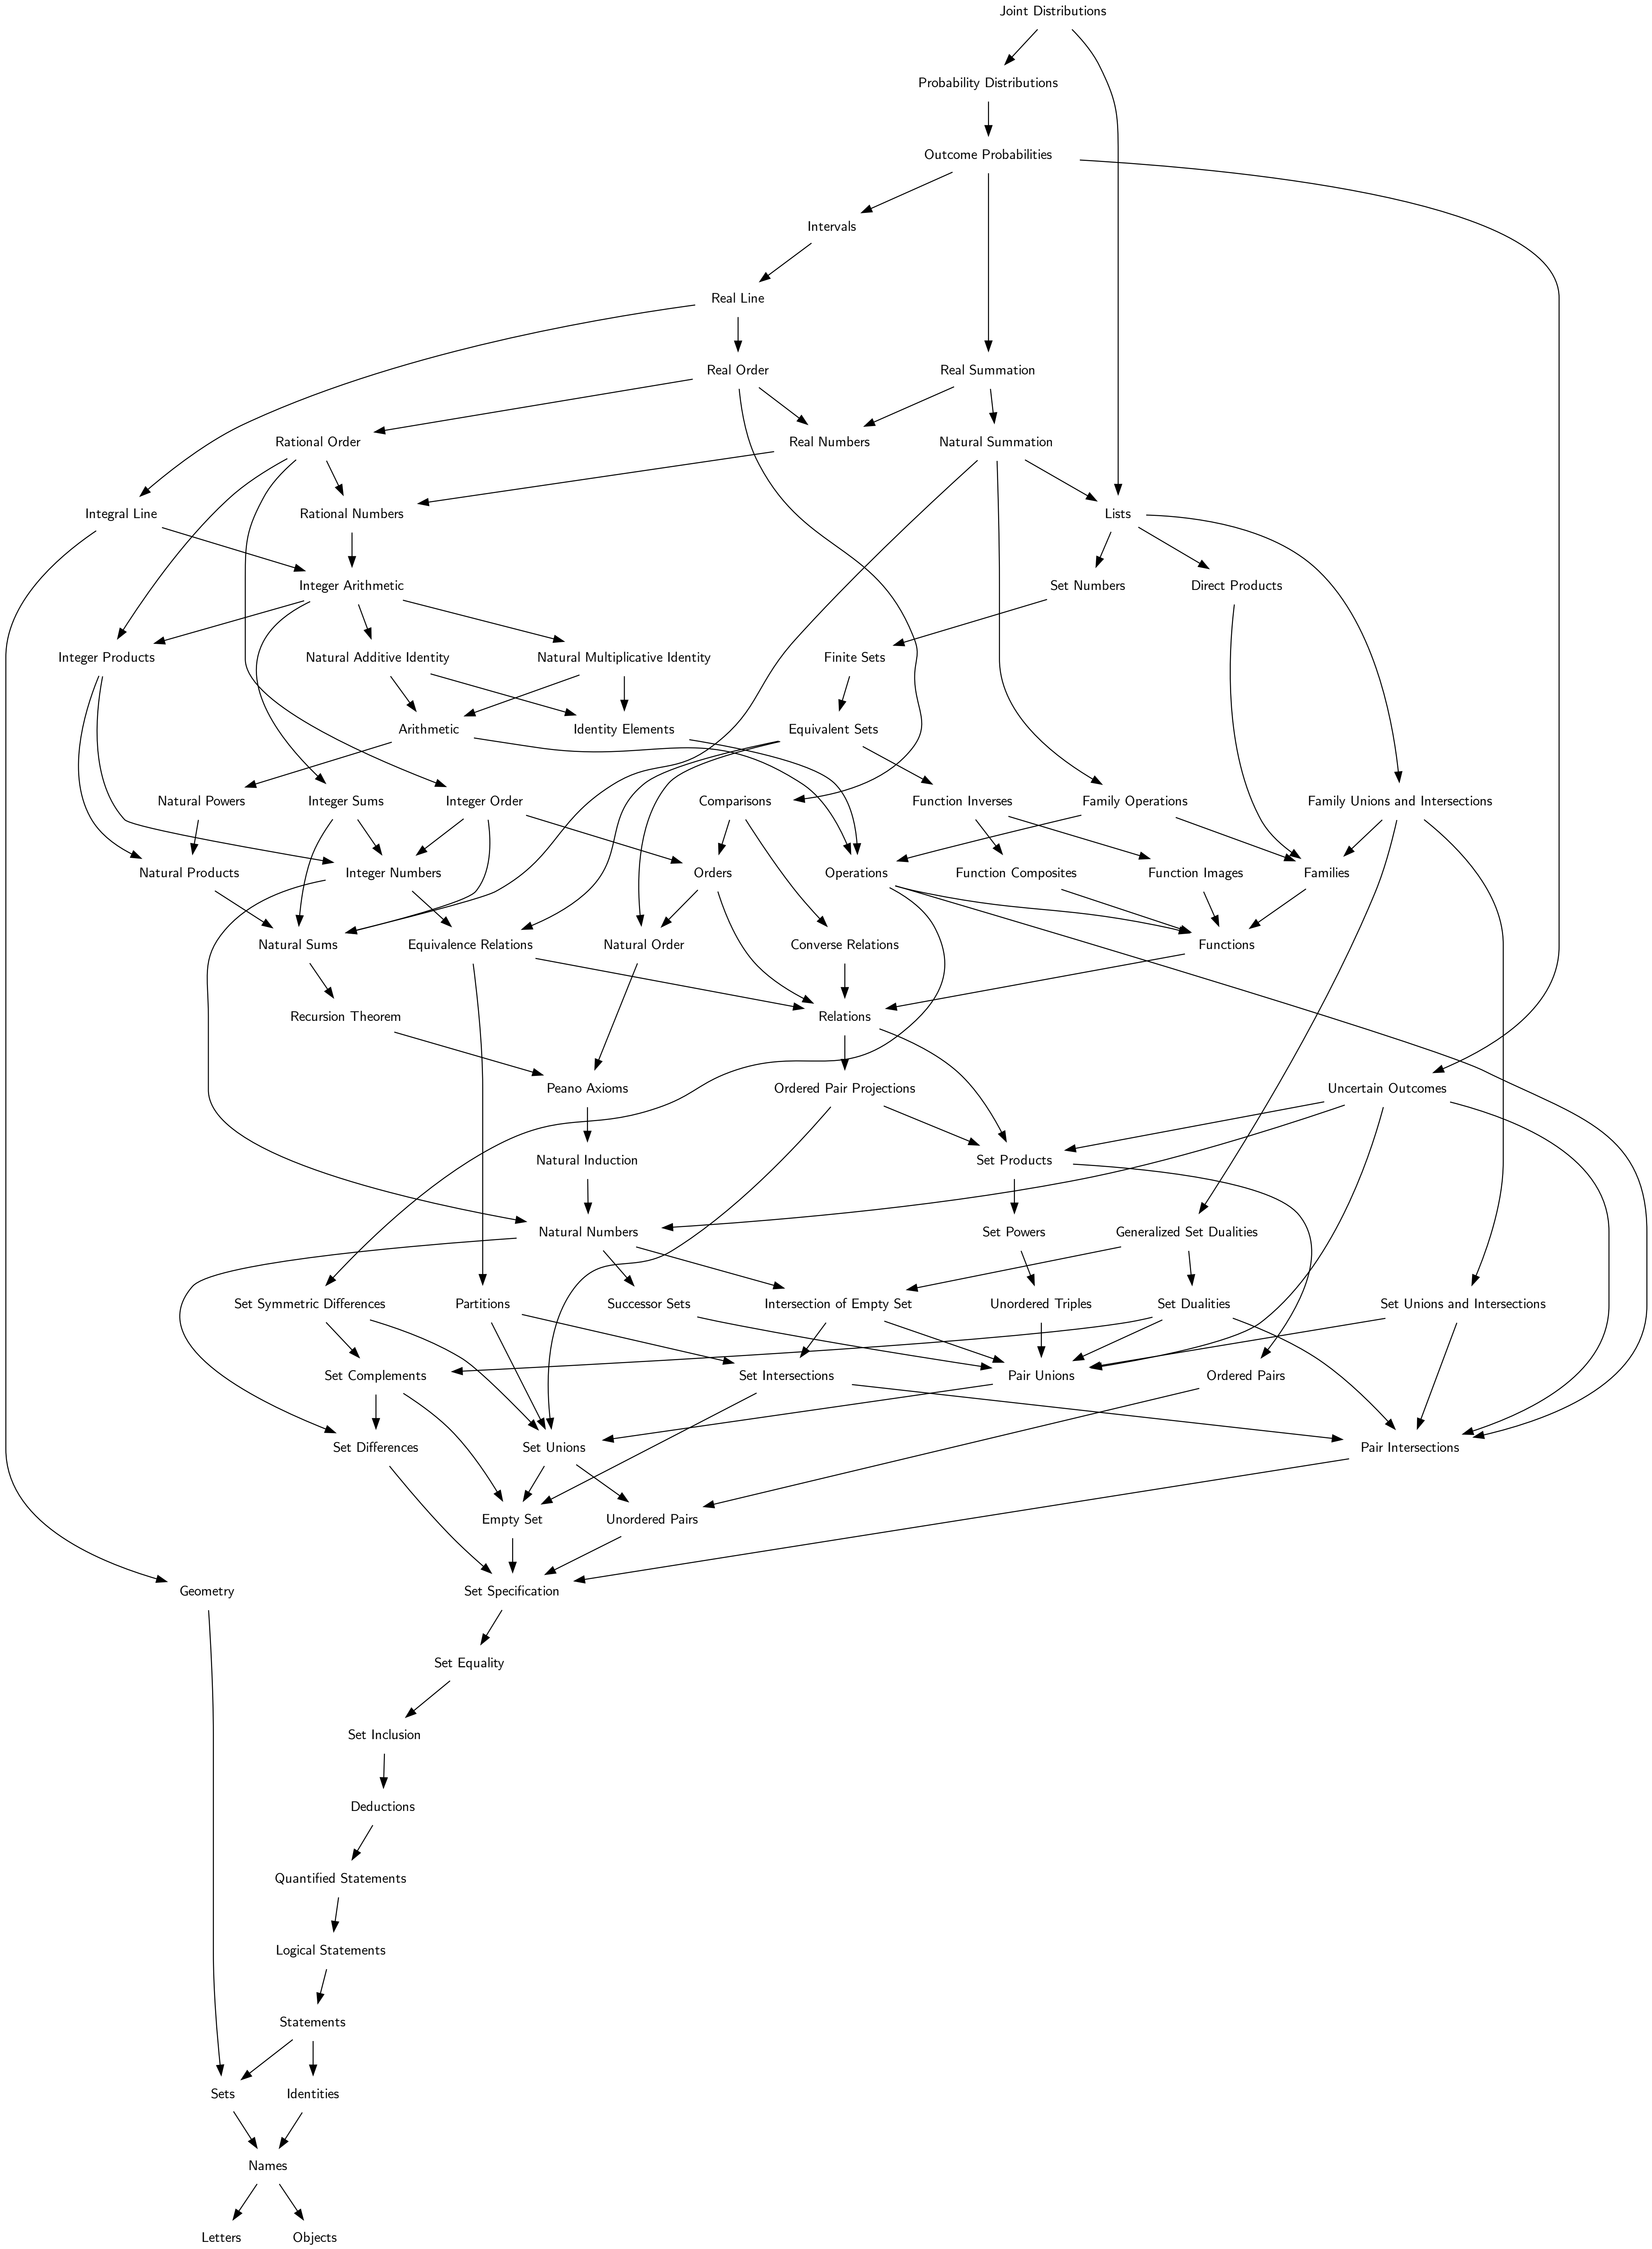 Joint Distributions
Probability Distributions
Outcome Probabilities
Intervals
Real Line
Real Order
Real Summation
Rational Order
Real Numbers
Natural Summation
Integral Line
Rational Numbers
Lists
Integer Arithmetic
Set Numbers
Direct Products
Integer Products
Natural Additive Identity
Natural Multiplicative Identity
Finite Sets
Arithmetic
Identity Elements
Equivalent Sets
Natural Powers
Integer Sums
Integer Order
Comparisons
Function Inverses
Family Operations
Family Unions and Intersections
Natural Products
Integer Numbers
Orders
Operations
Function Composites
Function Images
Families
Natural Sums
Equivalence Relations
Natural Order
Converse Relations
Functions
Recursion Theorem
Relations
Peano Axioms
Ordered Pair Projections
Uncertain Outcomes
Natural Induction
Set Products
Natural Numbers
Set Powers
Generalized Set Dualities
Set Symmetric Differences
Partitions
Successor Sets
Intersection of Empty Set
Unordered Triples
Set Dualities
Set Unions and Intersections
Set Complements
Set Intersections
Pair Unions
Ordered Pairs
Set Differences
Set Unions
Pair Intersections
Empty Set
Unordered Pairs
Geometry
Set Specification
Set Equality
Set Inclusion
Deductions
Quantified Statements
Logical Statements
Statements
Sets
Identities
Names
Letters
Objects